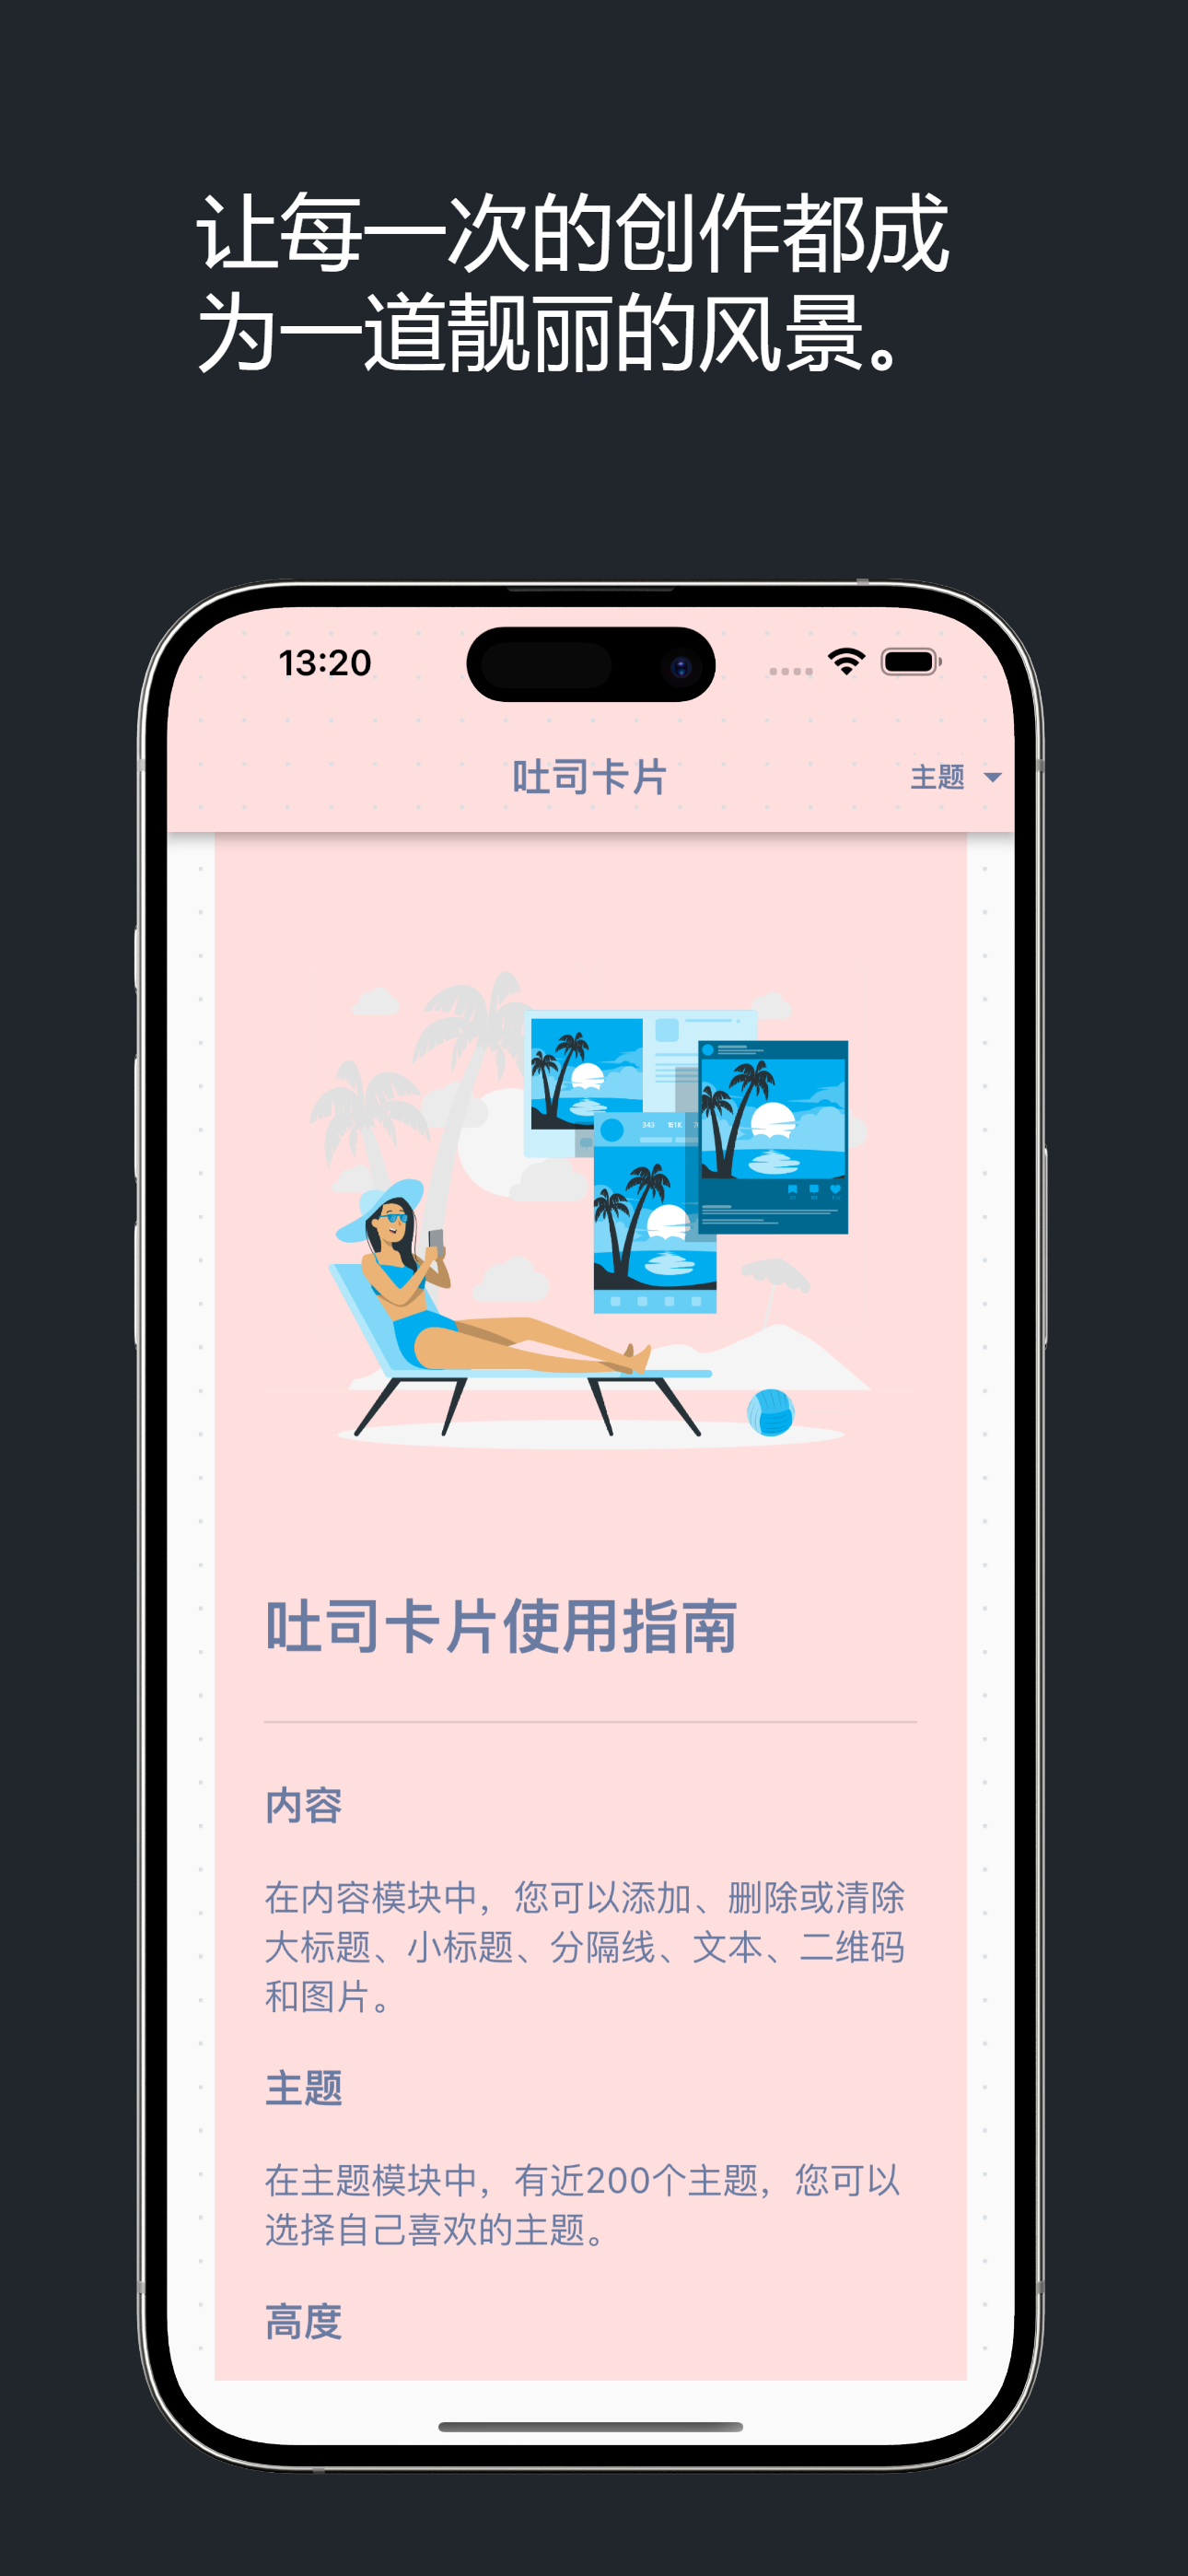 让每一次的创作都成
为一道靓丽的风景。
13:20
吐司卡片
主题
343
吐司卡片使用指南
内容
在内容模块中，您可以添加、删除或清除
大标题、小标题、分隔线、文本、二维码
和图片。
主题
在主题模块中，有近200个主题，您可以
选择自己喜欢的主题。
高度